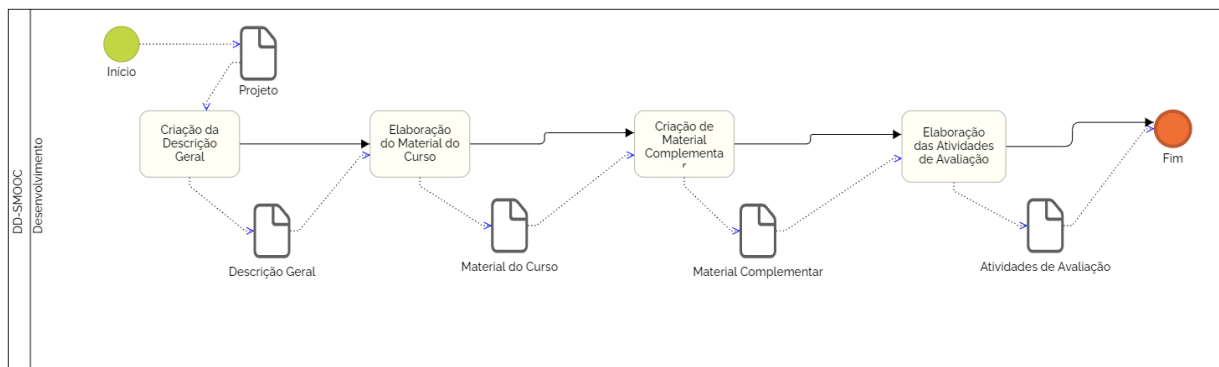 DD-SMOOC
Desenvolvimento
Início
Projeto
Criação da
Descrição
Geral
Elaboração
do Material do
Curso
Criação de
Material
Complementa
r
Elaboração
das Atividades
de Avaliação
Fim
Descrição Geral
Material do Curso
Material Complementar
Atividades de Avaliação